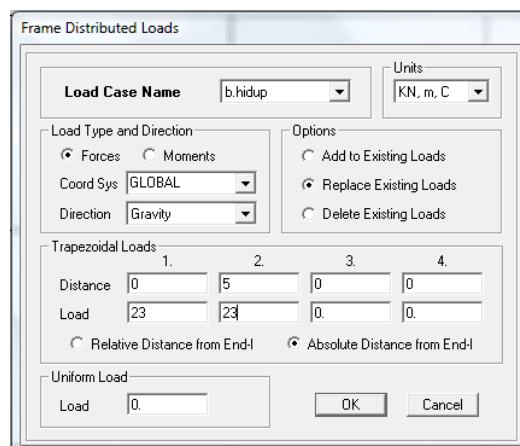 Frame Distributed Loads
Units
Load Case Name b.hidup KN, m, C
Load Type and Direction
Forces Moments
Coord Sys GLOBAL
Direction Gravity
Options
Add to Existing Loads
Replace Existing Loads
Delete Existing Loads
Trapezoidal Loads
1. 2. 3. 4.
Distance 0 5 0 0
Load 23 23 0. 0.
Relative Distance from End-I Absolute Distance from End-I
Uniform Load
Load 0.
OK Cancel